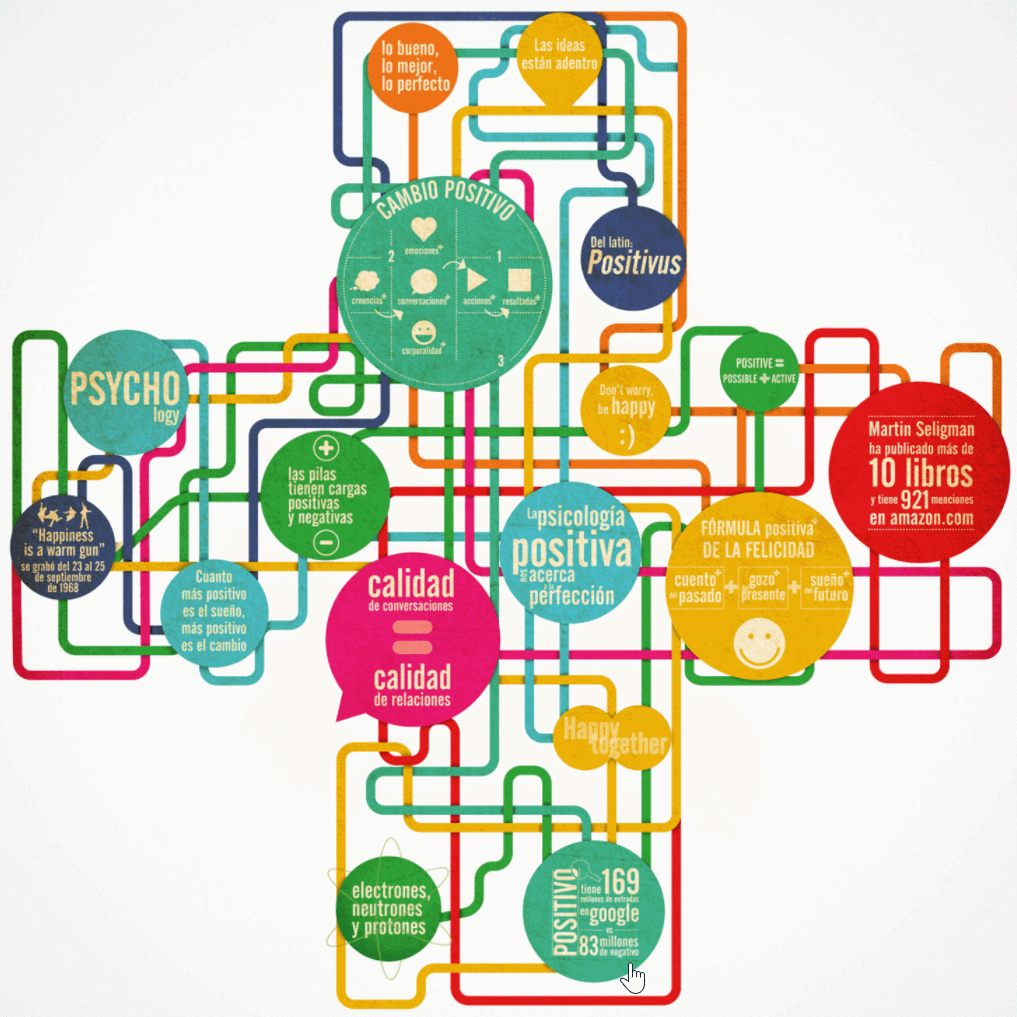 lo bueno,
lo mejor,
lo perfecto
Las ideas
están adentro
CAMBIO POSITIVO
2
emociones+
1
creencias+
conversaciones+
acciones+
resultados+
corporalidad+
3
Del latín:
Positivus
PSYCHO
logy
Don't worry,
be happy
:)
POSITIVE =
POSSIBLE + ACTIVE
Martin Seligman
ha publicado más de
10 libros
y tiene 921 menciones
en amazon.com
+
las pilas
tienen cargas
positivas
y negativas
−
"Happiness
is a warm gun"
se grabó del 23 al 25
de septiembre
de 1968
Cuanto
más positivo
es el sueño,
más positivo
es el cambio
calidad
de conversaciones
=
calidad
de relaciones
La psicología
positiva
nos acerca
a la
perfección
FÓRMULA positiva+
DE LA FELICIDAD
cuento+ del pasado + gozo+ presente + sueño+ del futuro
Happy
together
electrones,
neutrones
y protones
POSITIVO
tiene 169
millones de entradas
en google
vs
83 millones
de negativo